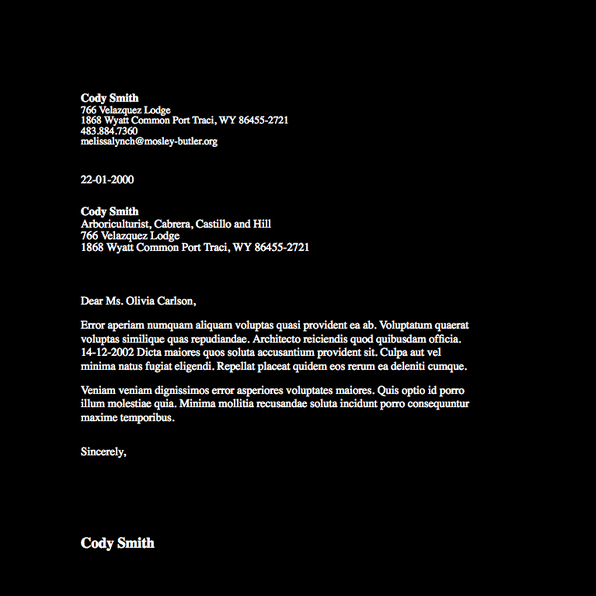 Cody Smith
766 Velazquez Lodge
1868 Wyatt Common Port Traci, WY 86455-2721
483.884.7360
melissalynch@mosley-butler.org
22-01-2000
Cody Smith
Arboriculturist, Cabrera, Castillo and Hill
766 Velazquez Lodge
1868 Wyatt Common Port Traci, WY 86455-2721
Dear Ms. Olivia Carlson,
Error aperiam numquam aliquam voluptas quasi provident ea ab. Voluptatum quaerat
voluptas similique quas repudiandae. Architecto reiciendis quod quibusdam officia.
14-12-2002 Dicta maiores quos soluta accusantium provident sit. Culpa aut vel
minima natus fugiat eligendi. Repellat placeat quidem eos rerum ea deleniti cumque.
Veniam veniam dignissimos error asperiores voluptates maiores. Quis optio id porro
illum molestiae quia. Minima mollitia recusandae soluta incidunt porro consequuntur
maxime temporibus.
Sincerely,
Cody Smith